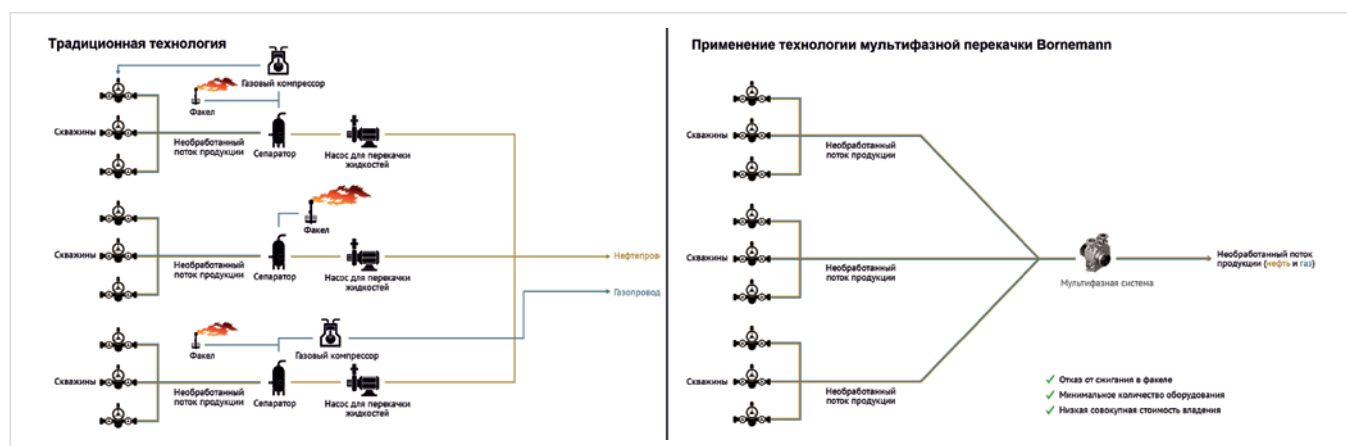 Традиционная технология
Газовый компрессор
Факел
Скважины
Необработанный
поток продукции
Сепаратор
Насос для перекачки
жидкостей
Факел
Скважины
Необработанный
поток продукции
Сепаратор
Насос для перекачки
жидкостей
Нефтепров
Газопровод
Факел
Газовый компрессор
Скважины
Необработанный
поток продукции
Сепаратор
Насос для перекачки
жидкостей
Применение технологии мультифазной перекачки Bornemann
Скважины
Необработанный
поток продукции
Скважины
Необработанный
поток продукции
Мультифазная система
Необработанный поток
продукции (нефть и газ)
Скважины
Необработанный
поток продукции
✓ Отказ от сжигания в факеле
✓ Минимальное количество оборудования
✓ Низкая совокупная стоимость владения